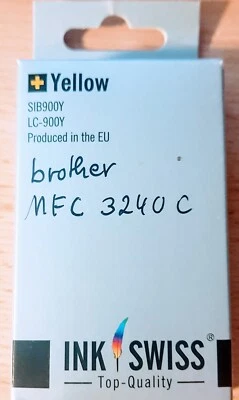 Yellow
SIB900Y
LC-900Y
Produced in the EU
brother
MFC 3240 C
INK SWISS®
Top-Quality